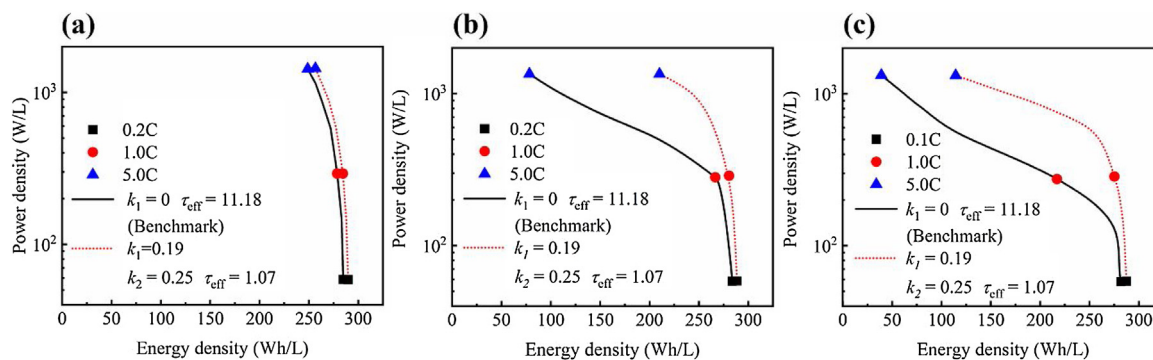 (a)
Power density (W/L)
10³
10²
0.2C
1.0C
5.0C
k₁ = 0 τeff = 11.18
(Benchmark)
k₁=0.19
k₂ = 0.25 τeff = 1.07
0 50 100 150 200 250 300
Energy density (Wh/L)
(b)
Power density (W/L)
10³
10²
0.2C
1.0C
5.0C
k₁ = 0 τeff = 11.18
(Benchmark)
k₁ = 0.19
k₂ = 0.25 τeff = 1.07
0 50 100 150 200 250 300
Energy density (Wh/L)
(c)
Power density (W/L)
10³
10²
0.1C
1.0C
5.0C
k₁ = 0 τeff = 11.18
(Benchmark)
k₁ = 0.19
k₂ = 0.25 τeff = 1.07
0 50 100 150 200 250 300
Energy density (Wh/L)